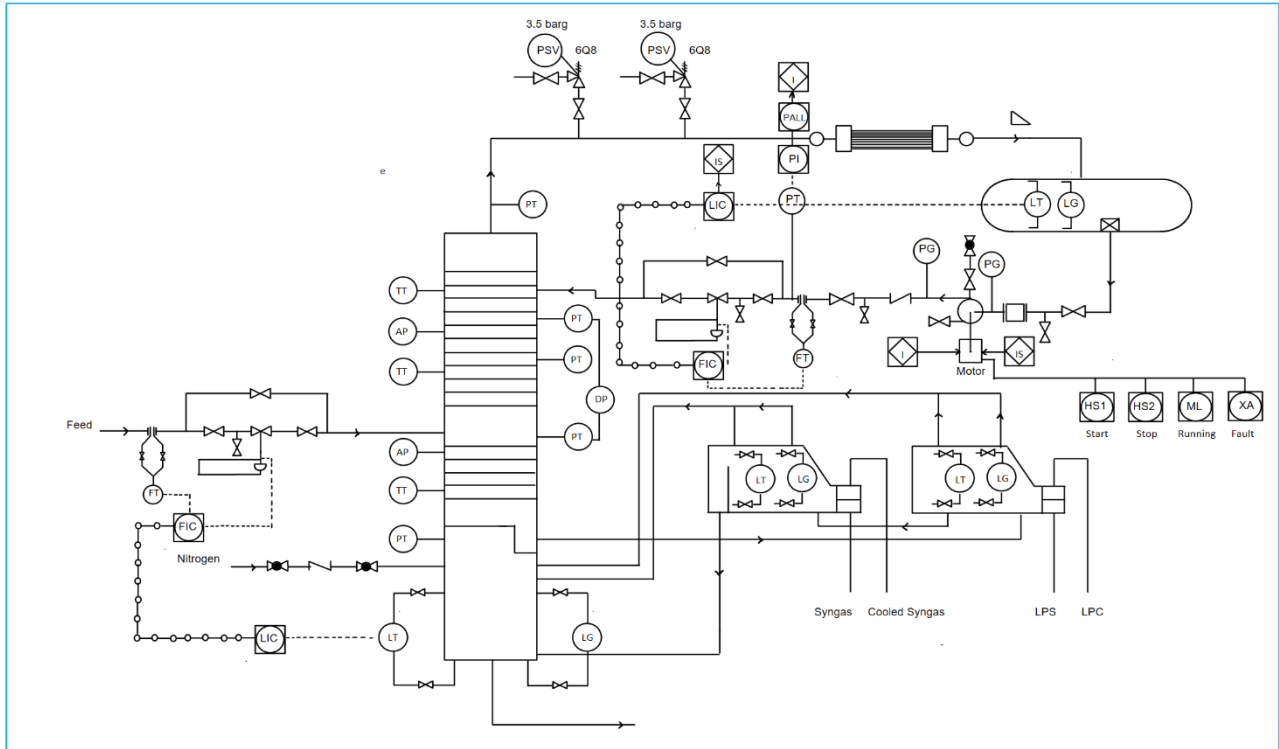 3.5 barg
3.5 barg
PSV
6Q8
PSV
6Q8
I
PALL
PI
IS
LIC
PT
LT
LG
e
PT
PG
PG
TT
PT
AP
PT
FIC
FT
I
IS
TT
Motor
DP
HS1
HS2
ML
XA
Start
Stop
Running
Fault
Feed
PT
AP
LT
LG
LT
LG
TT
FT
FIC
PT
Nitrogen
Syngas
Cooled Syngas
LPS
LPC
LIC
LT
LG